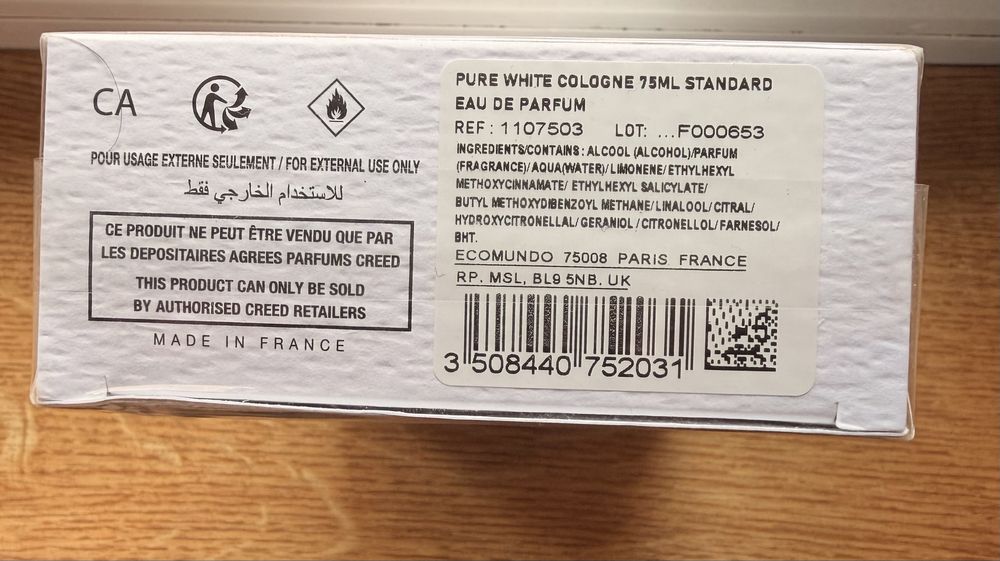 CA
POUR USAGE EXTERNE SEULEMENT / FOR EXTERNAL USE ONLY
للاستخدام الخارجي فقط
CE PRODUIT NE PEUT ÊTRE VENDU QUE PAR
LES DEPOSITAIRES AGREES PARFUMS CREED
THIS PRODUCT CAN ONLY BE SOLD
BY AUTHORISED CREED RETAILERS
MADE IN FRANCE
PURE WHITE COLOGNE 75ML STANDARD
EAU DE PARFUM
REF : 1107503 LOT: ...F000653
INGREDIENTS/CONTAINS : ALCOOL (ALCOHOL)/PARFUM
(FRAGRANCE)/ AQUA(WATER)/ LIMONENE/ ETHYLHEXYL
METHOXYCINNAMATE/ ETHYLHEXYL SALICYLATE/
BUTYL METHOXYDIBENZOYL METHANE/ LINALOOL/ CITRAL/
HYDROXYCITRONELLAL/ GERANIOL / CITRONELLOL/ FARNESOL/
BHT.
ECOMUNDO 75008 PARIS FRANCE
RP. MSL, BL9 5NB. UK
3 508440 752031